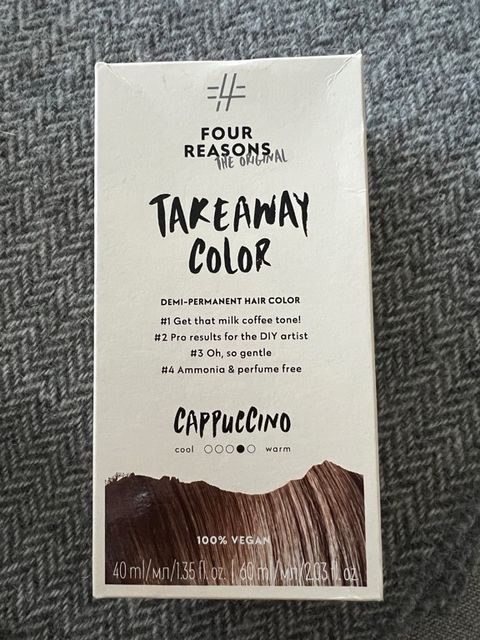 FOUR
REASONS
THE ORIGINAL
TAKEAWAY
COLOR
DEMI-PERMANENT HAIR COLOR
#1 Get that milk coffee tone!
#2 Pro results for the DIY artist
#3 Oh, so gentle
#4 Ammonia & perfume free
CAPPUCCINO
cool warm
100% VEGAN
40 ml/мл/1.35 fl. oz. | 60 ml/мл/2.03 fl. oz